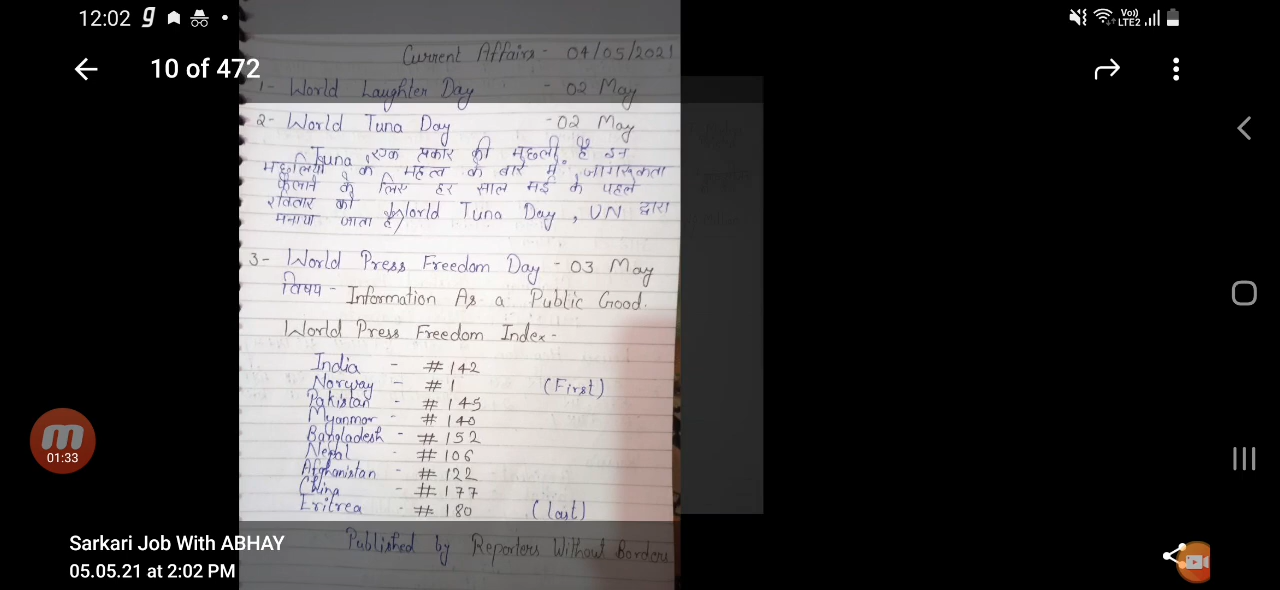 12:02
Vo)) LTE2
10 of 472
Current Affairs - 04/05/2021
1- World Laughter Day - 02 May
2- World Tuna Day - 02 May
Tuna एक प्रकार की मछली है इन
मछलियों के महत्व के बारे में जागरूकता
फैलाने के लिए हर साल मई के पहले
रविवार को World Tuna Day, UN द्वारा
मनाया जाता है
3- World Press Freedom Day - 03 May
विषय - Information As a Public Good.
World Press Freedom Index -
India - # 142
Norway - # 1 (First)
Pakistan - # 145
Myanmar - # 140
Bangladesh - # 152
Nepal - # 106
Afghanistan - # 122
China - # 177
Eritrea - # 180 (last)
Published by Reporters Without Borders
01:33
Sarkari Job With ABHAY
05.05.21 at 2:02 PM